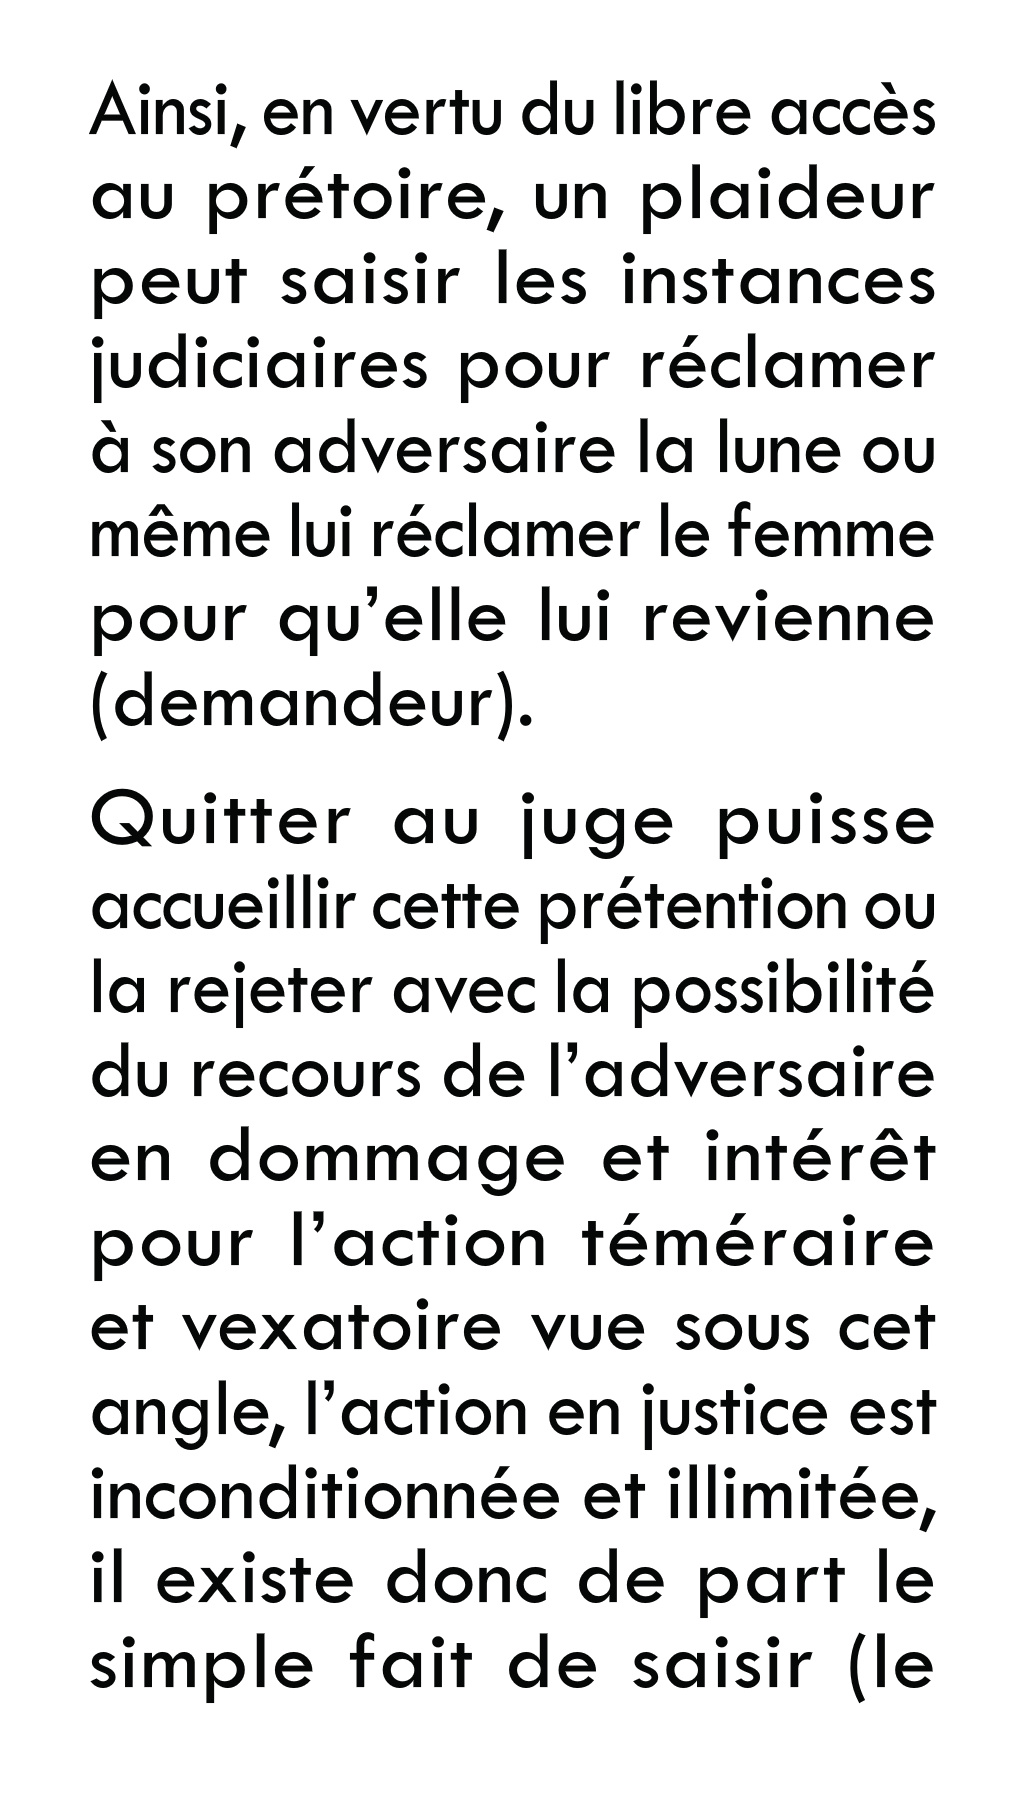 Ainsi, en vertu du libre accès
au prétoire, un plaideur
peut saisir les instances
judiciaires pour réclamer
à son adversaire la lune ou
même lui réclamer le femme
pour qu’elle lui revienne
(demandeur).
Quitter au juge puisse
accueillir cette prétention ou
la rejeter avec la possibilité
du recours de l’adversaire
en dommage et intérêt
pour l’action téméraire
et vexatoire vue sous cet
angle, l’action en justice est
inconditionnée et illimitée,
il existe donc de part le
simple fait de saisir (le